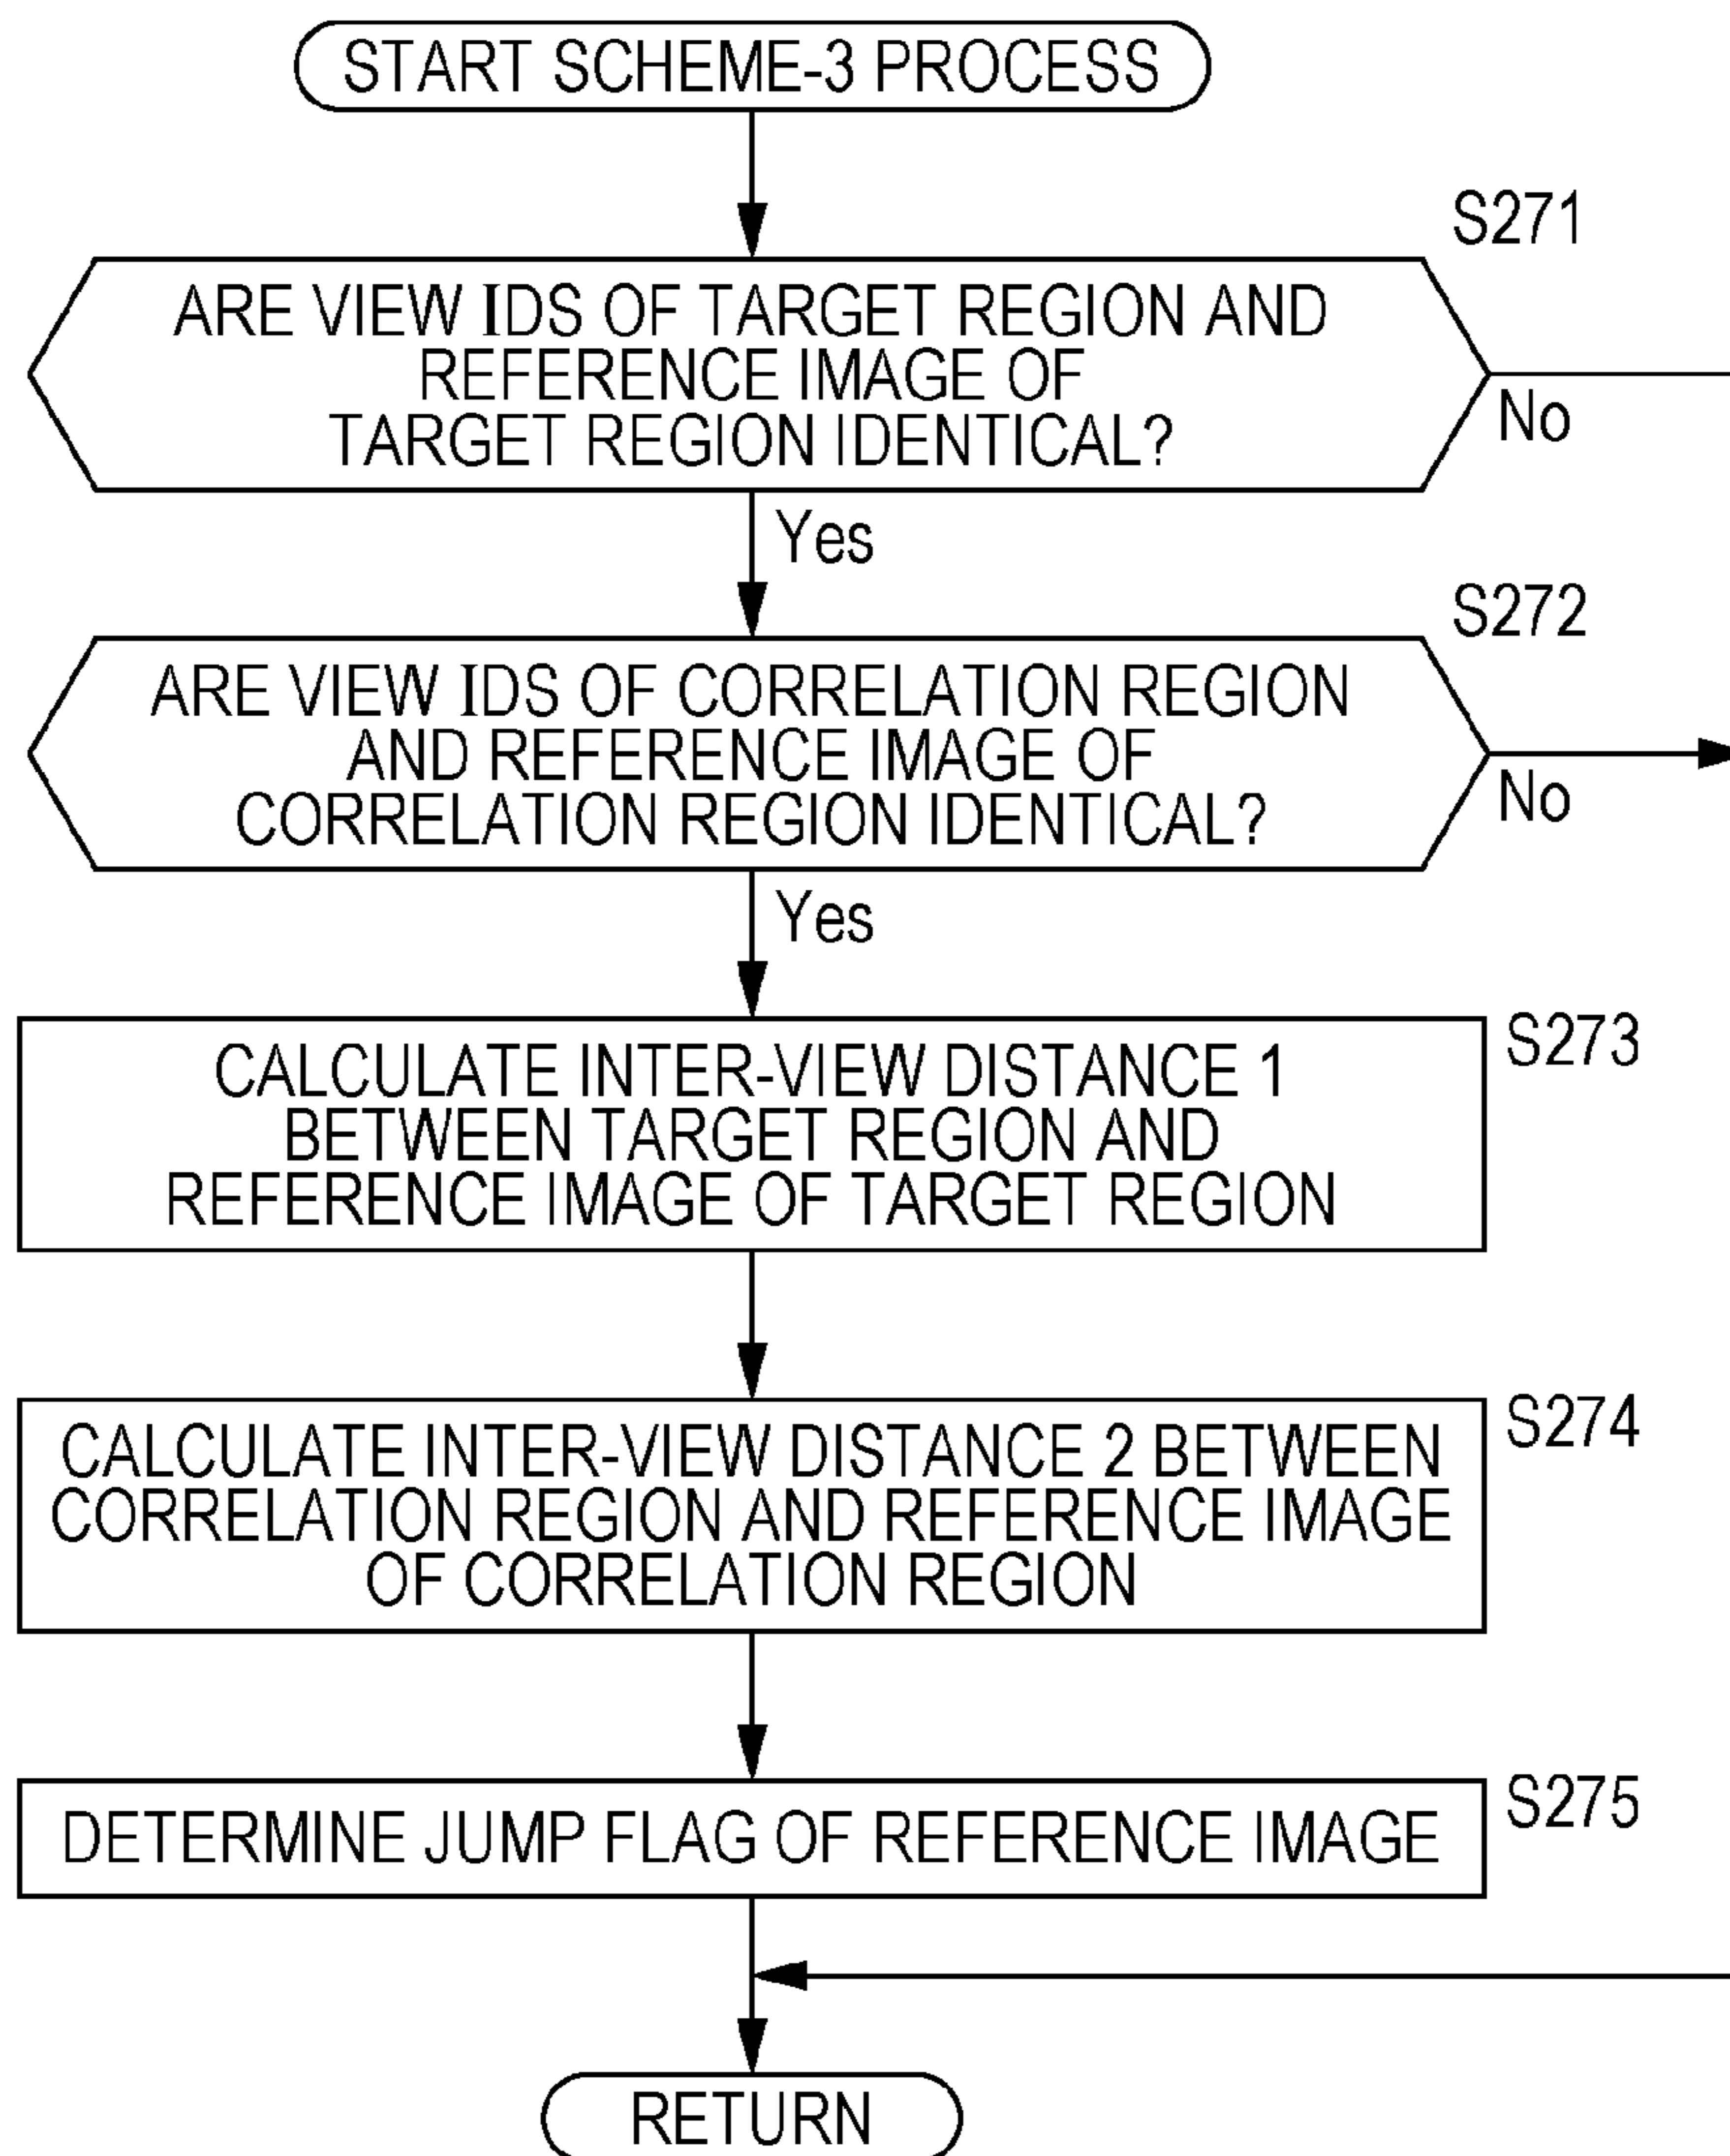 START SCHEME-3 PROCESS
S271
ARE VIEW IDS OF TARGET REGION AND
REFERENCE IMAGE OF
TARGET REGION IDENTICAL?
No
Yes
S272
ARE VIEW IDS OF CORRELATION REGION
AND REFERENCE IMAGE OF
CORRELATION REGION IDENTICAL?
No
Yes
S273
CALCULATE INTER-VIEW DISTANCE 1
BETWEEN TARGET REGION AND
REFERENCE IMAGE OF TARGET REGION
S274
CALCULATE INTER-VIEW DISTANCE 2 BETWEEN
CORRELATION REGION AND REFERENCE IMAGE
OF CORRELATION REGION
S275
DETERMINE JUMP FLAG OF REFERENCE IMAGE
RETURN